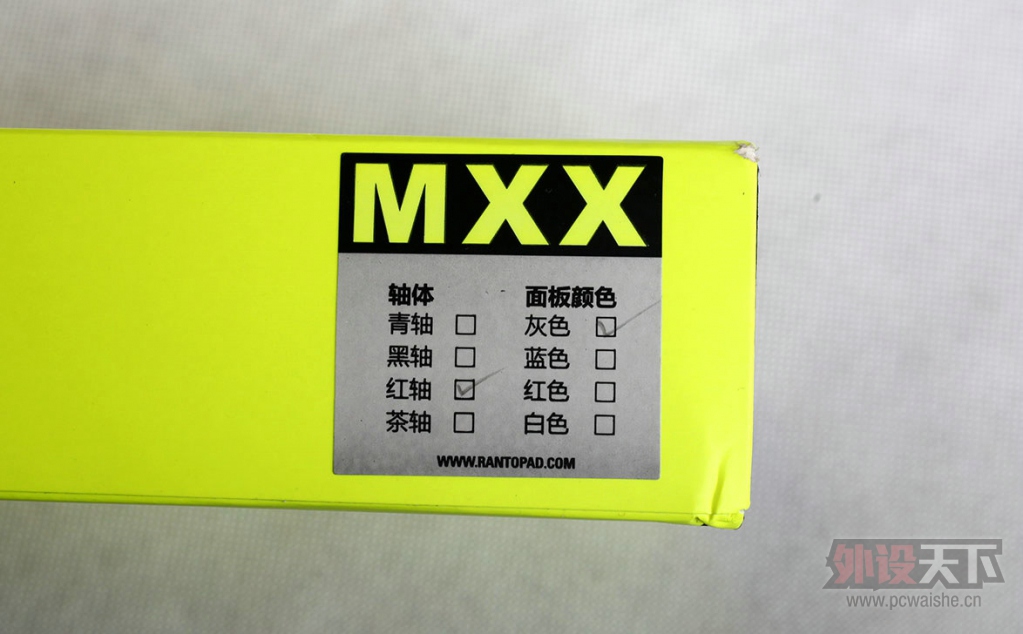 MXX
轴体 面板颜色
青轴 □ 灰色 ☑
黑轴 □ 蓝色 □
红轴 ☑ 红色 □
茶轴 □ 白色 □
WWW.RANTOPAD.COM
外设天下
www.pcwaishe.cn